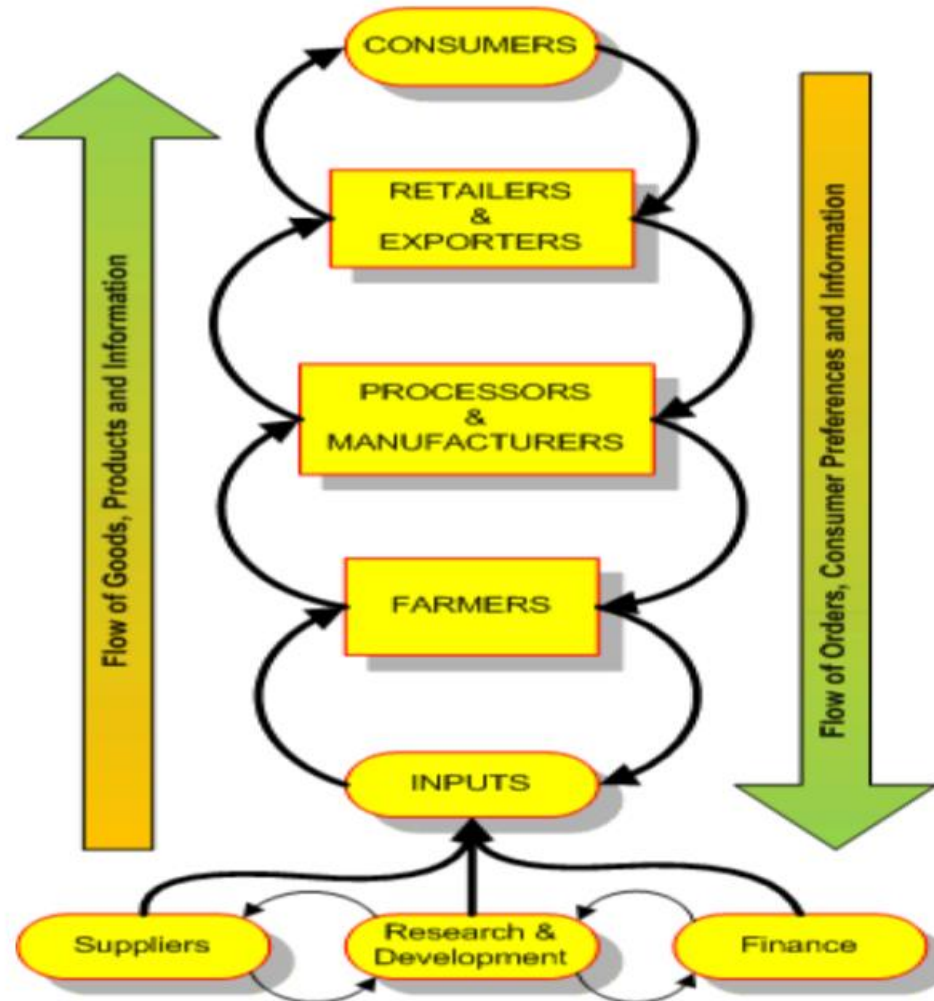 CONSUMERS
RETAILERS
&
EXPORTERS
PROCESSORS
&
MANUFACTURERS
FARMERS
INPUTS
Suppliers
Research &
Development
Finance
Flow of Goods, Products and Information
Flow of Orders, Consumer Preferences and Information